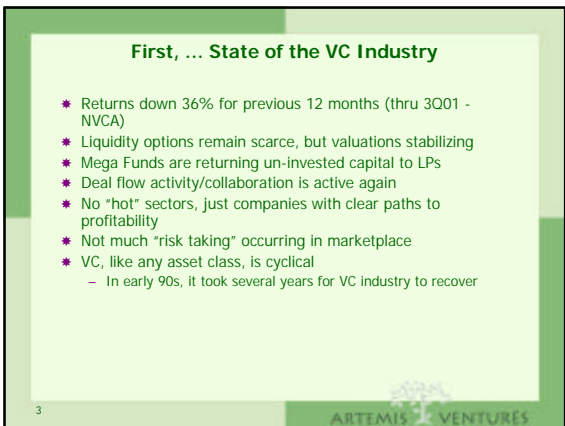 First, ... State of the VC Industry
✷ Returns down 36% for previous 12 months (thru 3Q01 -
NVCA)
✷ Liquidity options remain scarce, but valuations stabilizing
✷ Mega Funds are returning un-invested capital to LPs
✷ Deal flow activity/collaboration is active again
✷ No "hot" sectors, just companies with clear paths to
profitability
✷ Not much "risk taking" occurring in marketplace
✷ VC, like any asset class, is cyclical
– In early 90s, it took several years for VC industry to recover
3
ARTEMIS VENTURES